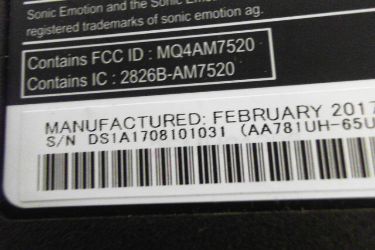 Sonic Emotion and the Sonic Emot
registered trademarks of sonic emotion ag.
Contains FCC ID : MQ4AM7520
Contains IC : 2826B-AM7520
MANUFACTURED: FEBRUARY 2017
S/N DS1A1708101031 (AA781UH-65U